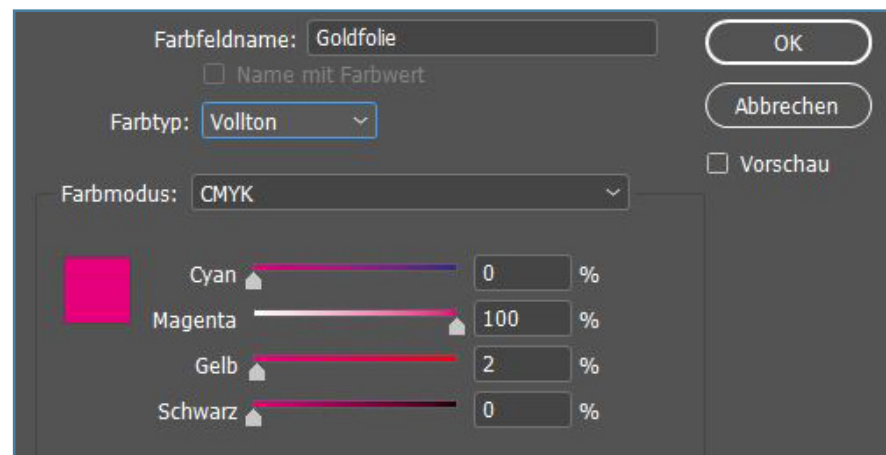 Farbfeldname: Goldfolie
OK
Name mit Farbwert
Abbrechen
Farbtyp: Vollton
Vorschau
Farbmodus: CMYK
Cyan 0 %
Magenta 100 %
Gelb 2 %
Schwarz 0 %